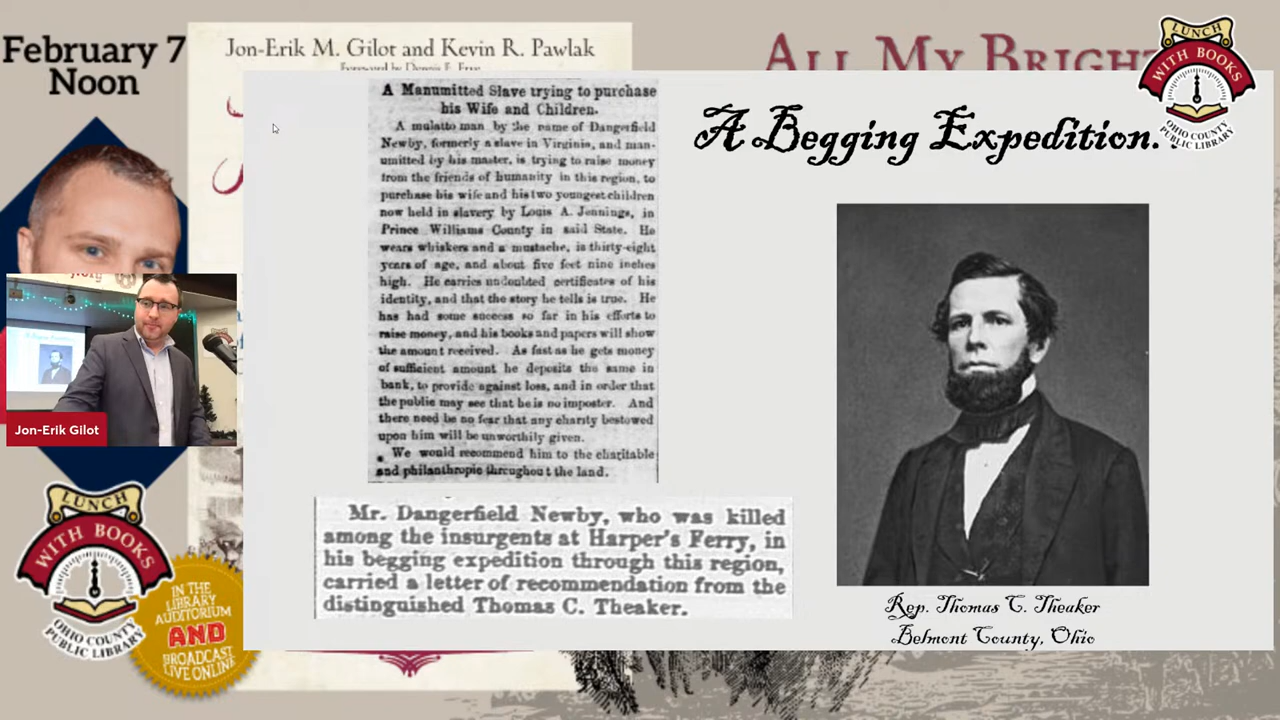 February 7
Noon
Jon-Erik M. Gilot and Kevin R. Pawlak
ALL MY BRIGHT
LUNCH
WITH BOOKS
OHIO COUNTY
PUBLIC LIBRARY
A Begging Expedition. .
A Manumitted Slave trying to purchase
his Wife and Children.
A mulatto man by the name of Dangerfield
Newby, formerly a slave in Virginia, and man-
umitted by his master, is trying to raise money
from the friends of humanity in this region, to
purchase his wife and his two youngest children
now held in slavery by Louis A. Jennings, in
Prince Williams County in said State. He
wears whiskers and a mustache, is thirty-eight
years of age, and about five feet nine inches
high. He carries undoubted certificates of his
identity, and that the story he tells is true. He
has had some success so far in his efforts to
raise money, and his books and papers will show
the amount received. As fast as he gets money
of sufficient amount he deposits the same in
bank, to provide against loss, and in order that
the public may see that he is no imposter. And
there need be no fear that any charity bestowed
upon him will be unworthily given.
We would recommend him to the charitable
and philanthropic throughout the land.
Mr. Dangerfield Newby, who was killed
among the insurgents at Harper's Ferry, in
his begging expedition through this region,
carried a letter of recommendation from the
distinguished Thomas C. Theaker.
Rep. Thomas C. Theaker
Belmont County, Ohio
Jon-Erik Gilot
LUNCH
WITH BOOKS
OHIO COUNTY
PUBLIC LIBRARY
IN THE
LIBRARY
AUDITORIUM
AND
BROADCAST
LIVE ONLINE